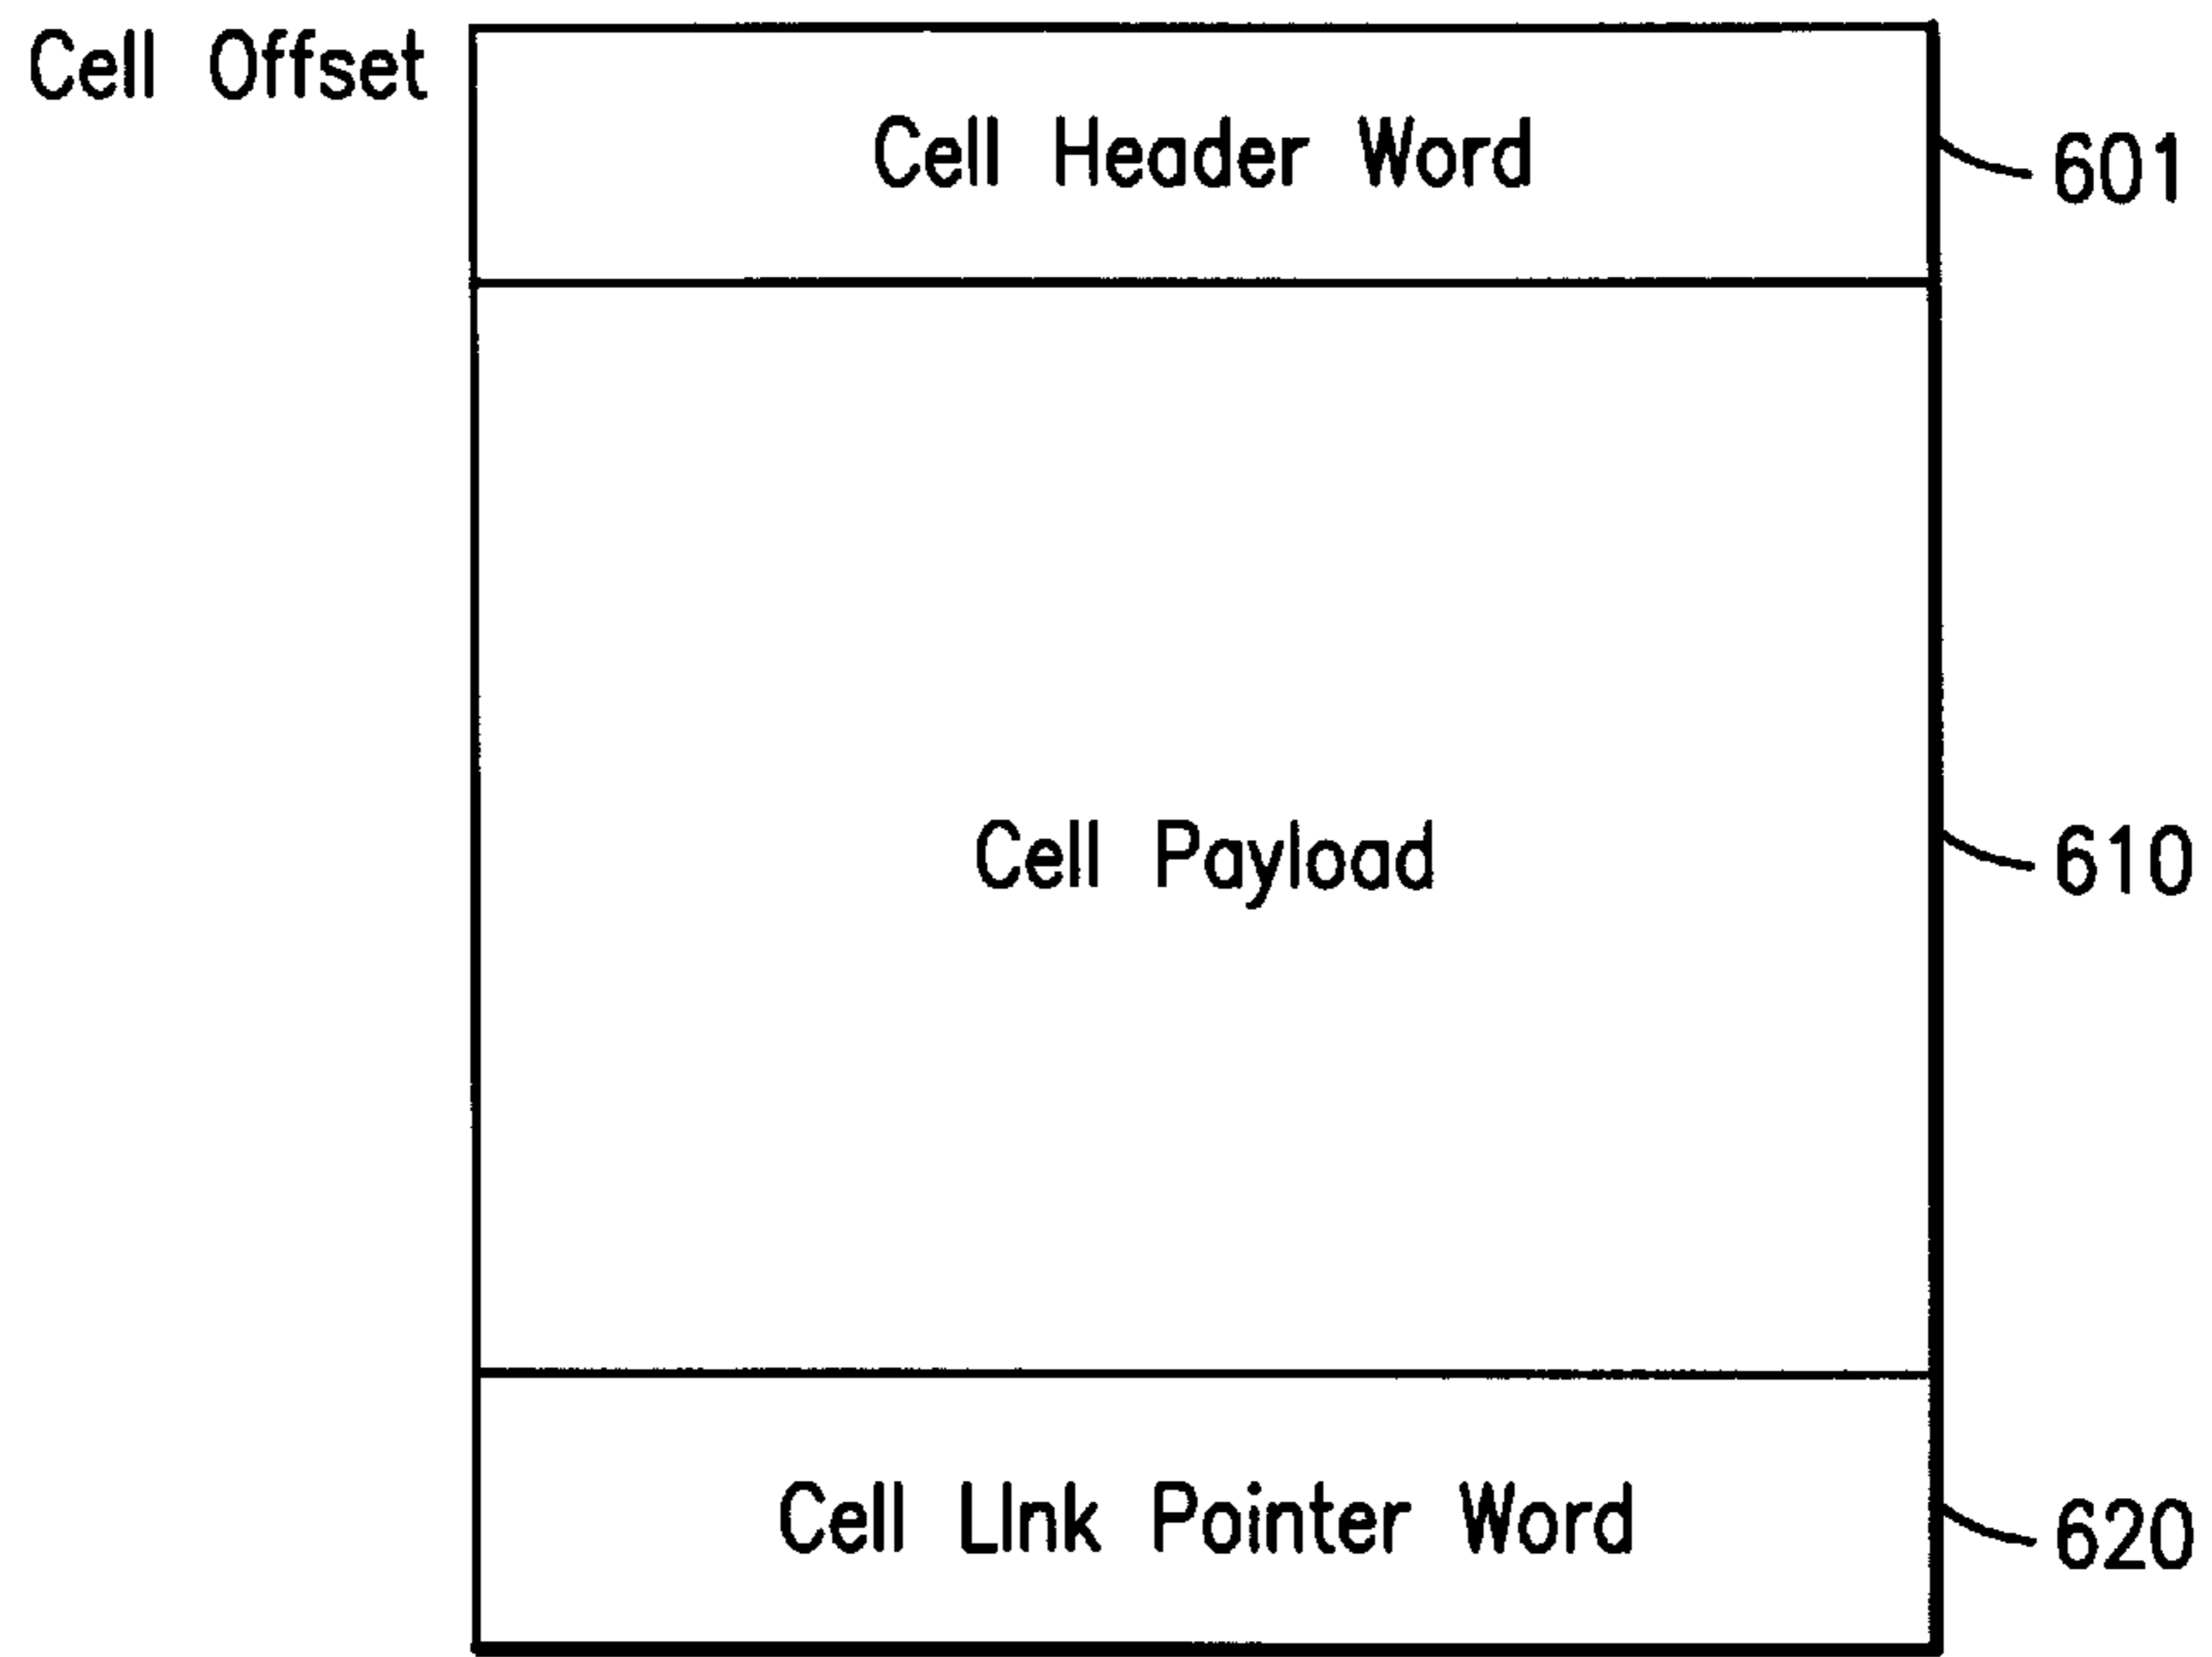 Cell Offset
Cell Header Word
601
Cell Payload
610
Cell LInk Pointer Word
620